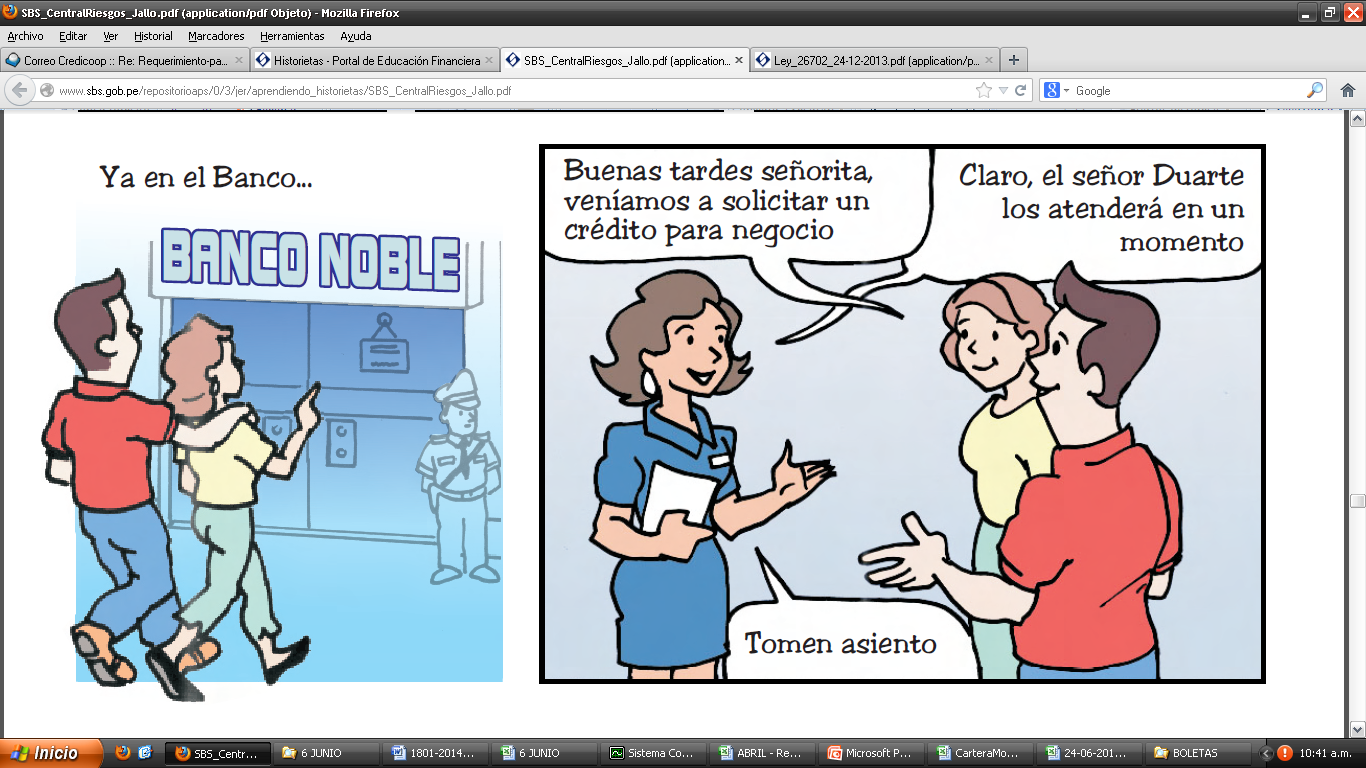 SBS_CentralRiesgos_Jallo.pdf (application/pdf Objeto) - Mozilla Firefox
Archivo Editar Ver Historial Marcadores Herramientas Ayuda
Correo Credicoop :: Re: Requerimiento-pa...
Historietas - Portal de Educación Financiera
SBS_CentralRiesgos_Jallo.pdf (application...
Ley_26702_24-12-2013.pdf (application/p...
www.sbs.gob.pe/repositorioaps/0/3/jer/aprendiendo_historietas/SBS_CentralRiesgos_Jallo.pdf
Google
Ya en el Banco...
BANCO NOBLE
Buenas tardes señorita,
veníamos a solicitar un
crédito para negocio
Claro, el señor Duarte
los atenderá en un
momento
Tomen asiento
Inicio
SBS_Centr...
6 JUNIO
1801-2014...
6 JUNIO
Sistema Co...
ABRIL - Re...
Microsoft P...
CarteraMo...
24-06-201...
BOLETAS
10:41 a.m.